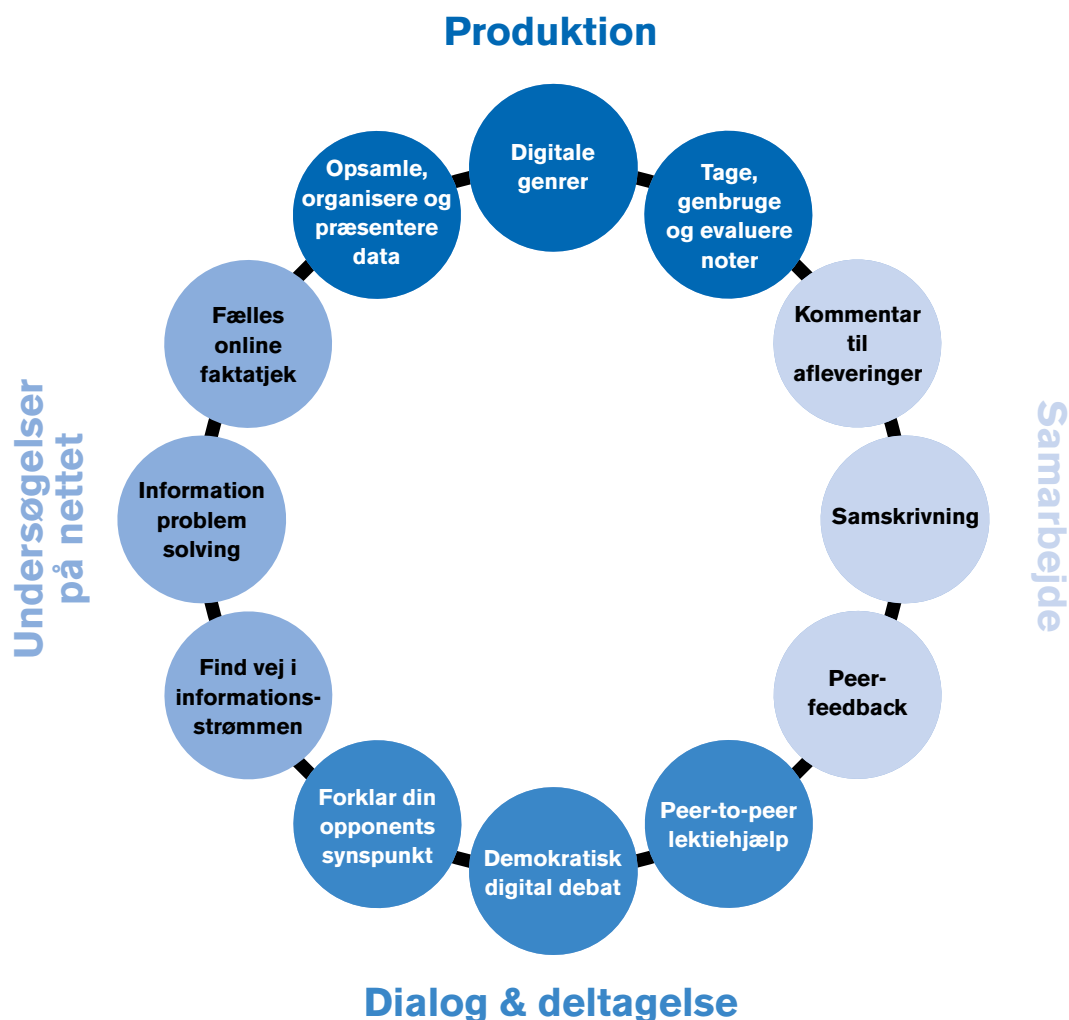 Produktion
Digitale
genrer
Tage,
genbruge
og evaluere
noter
Kommentar
til
afleveringer
Samarbejde
Samskrivning
Peer-
feedback
Peer-to-peer
lektiehjælp
Demokratisk
digital debat
Dialog & deltagelse
Forklar din
opponents
synspunkt
Find vej i
informations-
strømmen
Undersøgelser
på nettet
Information
problem
solving
Fælles
online
faktatjek
Opsamle,
organisere og
præsentere
data